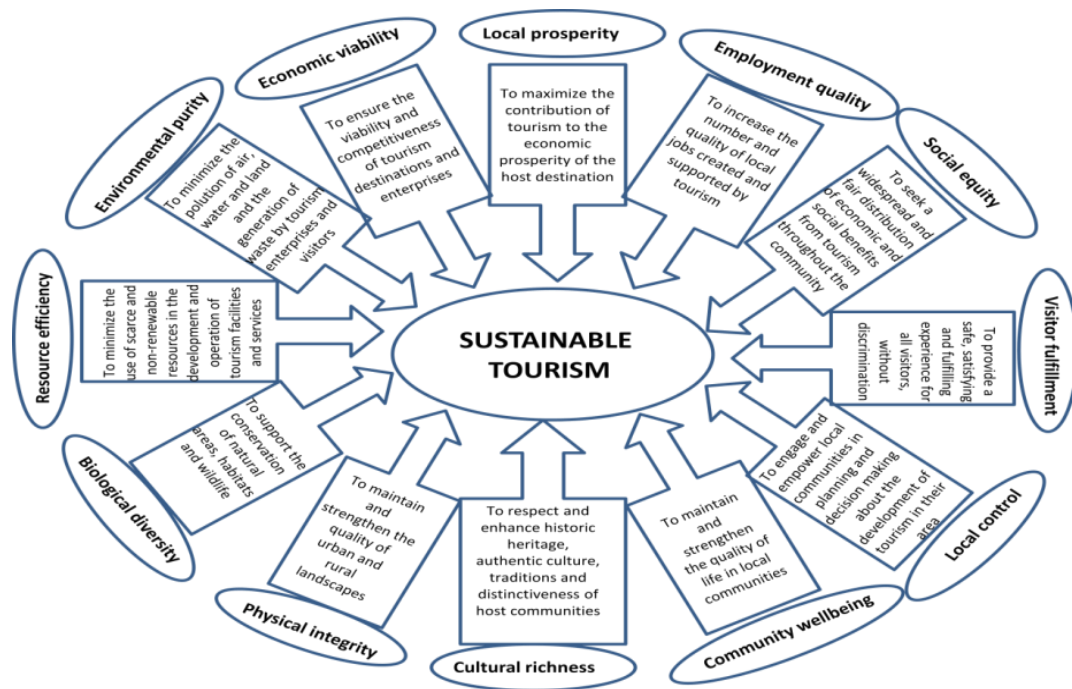 Local prosperity
To maximize the
contribution of
tourism to the
economic
prosperity of the
host destination
Employment quality
To increase the
number and
quality of local
jobs created and
supported by
tourism
Social equity
To seek a
widespread and
fair distribution
of economic and
social benefits
from tourism
throughout the
community
Visitor fulfillment
To provide a
safe, satisfying
and fulfilling
experience for
all visitors,
without
discrimination
Local control
To engage and
empower local
communities in
planning and
decision making
about the
development of
tourism in their
area
Community wellbeing
To maintain
and
strengthen
the quality of
life in local
communities
Cultural richness
To respect and
enhance historic
heritage,
authentic culture,
traditions and
distinctiveness of
host communities
Physical integrity
To maintain
and
strengthen the
quality of
urban and
rural
landscapes
Biological diversity
To support the
conservation
of natural
areas, habitats
and wildlife
Resource efficiency
To minimize the
use of scarce and
non-renewable
resources in the
development and
operation of
tourism facilities
and services
Environmental purity
To minimize the
polution of air,
water and land
and the
generation of
waste by tourism
enterprises and
visitors
Economic viability
To ensure the
viability and
competitiveness
of tourism
destinations and
enterprises
SUSTAINABLE
TOURISM